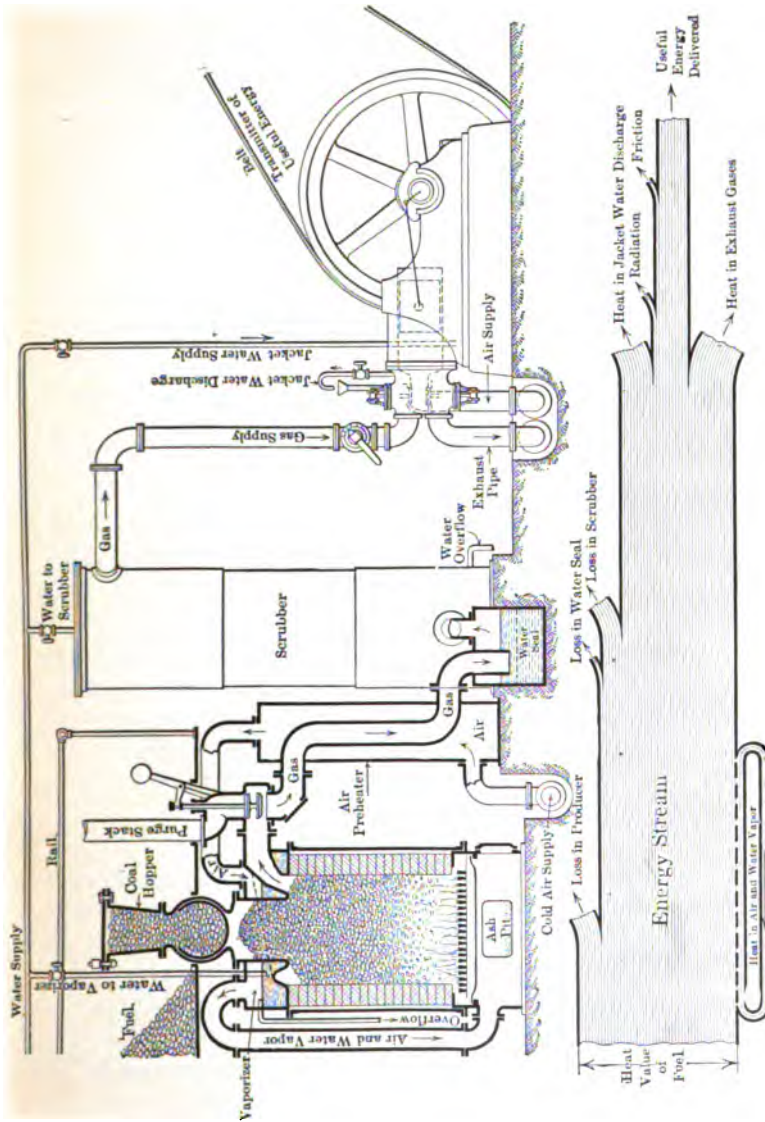 Water Supply
Rail
Water to Vaporizer
Fuel
Coal
Hopper
Purge Stack
Vaporizer
Overflow
Air and Water Vapor
Ash
Pit
Air
Preheater
Gas
Air
Cold Air Supply
Gas
Water to
Scrubber
Scrubber
Water
Seal
Water
Overflow
Gas
Gas Supply
Jacket Water Discharge
Jacket Water Supply
Exhaust
Pipe
Air Supply
Belt
Transmitter of
Useful Energy
Heat
Value
of
Fuel
Loss in Producer
Energy Stream
Heat in Air and Water Vapor
Loss in Water Seal
Loss in Scrubber
Heat in Jacket Water Discharge
Radiation
Friction
Heat in Exhaust Gases
Useful
Energy
Delivered